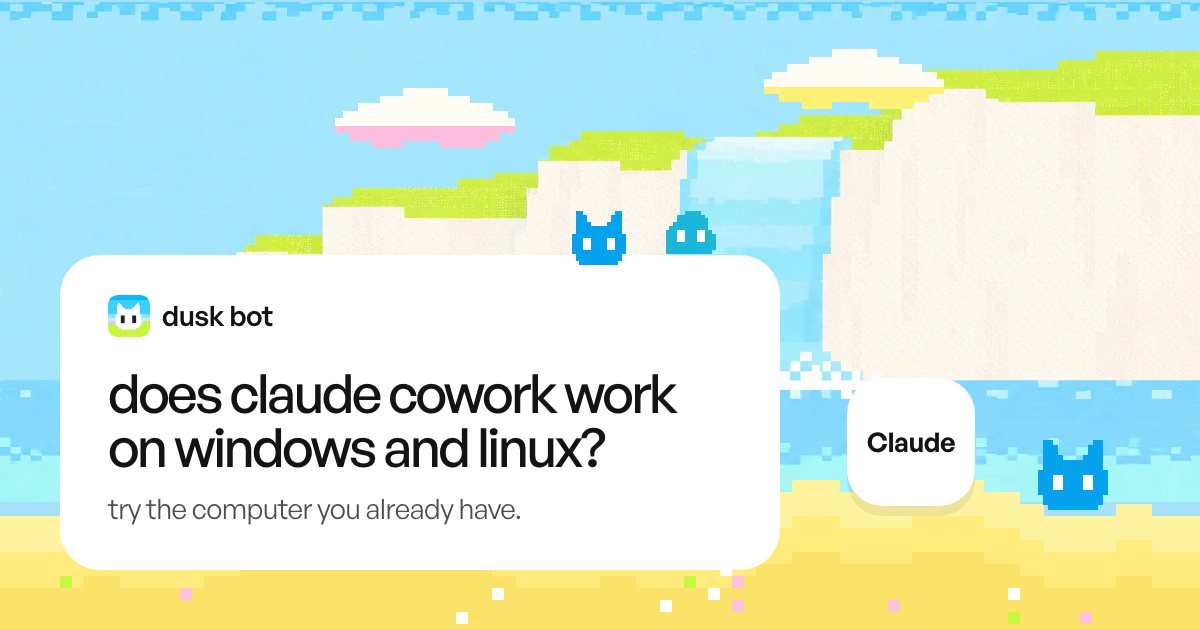 dusk bot
does claude cowork work
on windows and linux?
try the computer you already have.
Claude